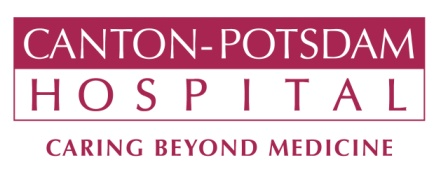 CANTON-POTSDAM
HOSPITAL
CARING BEYOND MEDICINE